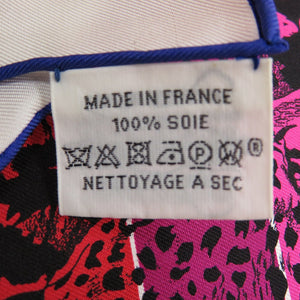 MADE IN FRANCE
100% SOIE
P ®
NETTOYAGE A SEC